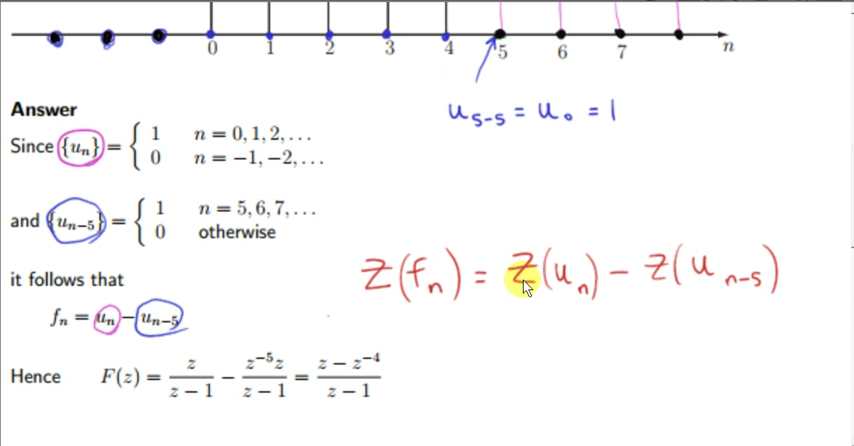 0 1 2 3 4 5 6 7 n
u₅₋₅ = u₀ = 1
Answer
Since {uₙ} = { 1 n = 0, 1, 2, . . .
0 n = −1, −2, . . .
and {uₙ₋₅} = { 1 n = 5, 6, 7, . . .
0 otherwise
Z(fₙ) = Z(uₙ) − Z(uₙ₋₅)
it follows that
fₙ = uₙ − uₙ₋₅
Hence F(z) = z/(z − 1) − z⁻⁵z/(z − 1) = (z − z⁻⁴)/(z − 1)